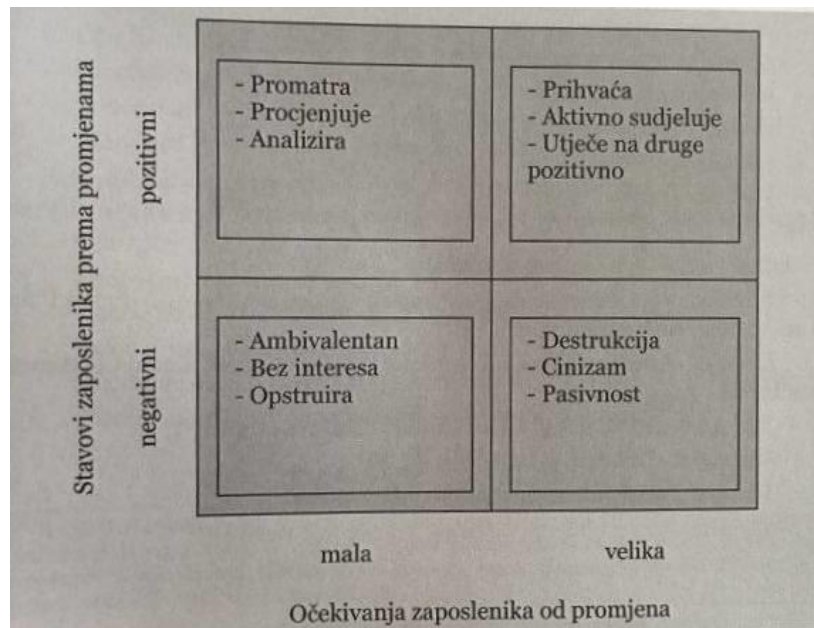 Stavovi zaposlenika prema promjenama
pozitivni
- Promatra
- Procjenjuje
- Analizira
- Prihvaća
- Aktivno sudjeluje
- Utječe na druge
pozitivno
negativni
- Ambivalentan
- Bez interesa
- Opstruira
- Destrukcija
- Cinizam
- Pasivnost
mala
velika
Očekivanja zaposlenika od promjena